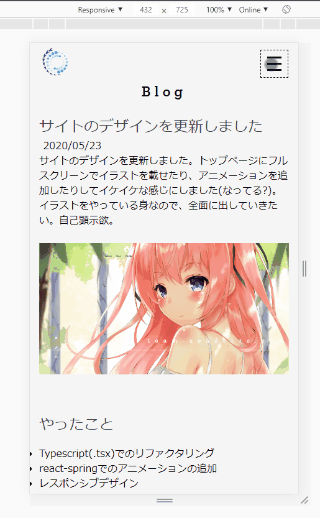 Responsive ▼ 432 × 725 100% ▼ Online ▼
Blog
サイトのデザインを更新しました
2020/05/23
サイトのデザインを更新しました。トップページにフル
スクリーンでイラストを載せたり、アニメーションを追
加したりしてイケイケな感じにしました(なってる?)。
イラストをやっている身なので、全面に出していきた
い。自己顕示欲。
やったこと
Typescript(.tsx)でのリファクタリング
react-springでのアニメーションの追加
レスポンシブデザイン